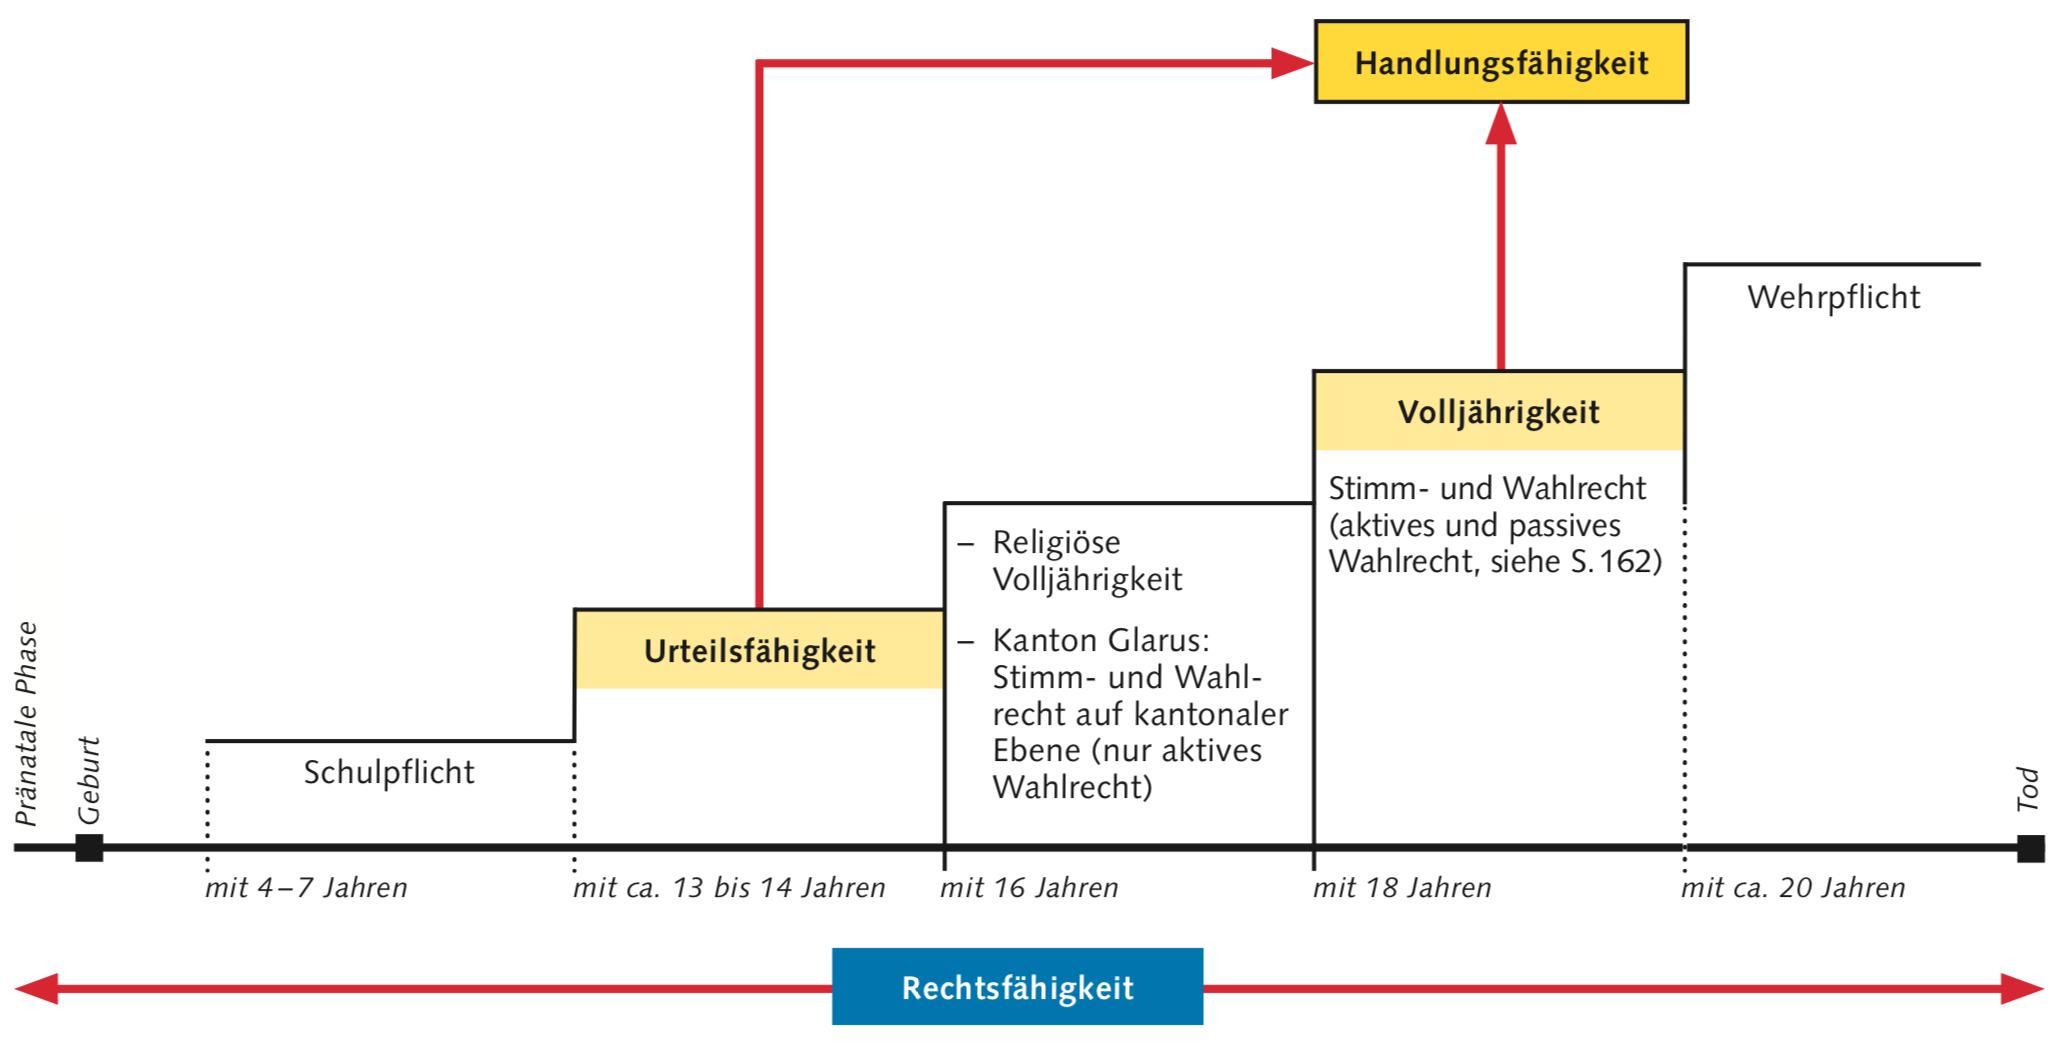 Handlungsfähigkeit
Wehrpflicht
Volljährigkeit
Stimm- und Wahlrecht
(aktives und passives
Wahlrecht, siehe S. 162)
– Religiöse
Volljährigkeit
– Kanton Glarus:
Stimm- und Wahl-
recht auf kantonaler
Ebene (nur aktives
Wahlrecht)
Urteilsfähigkeit
Schulpflicht
Pränatale Phase
Geburt
Tod
mit 4–7 Jahren
mit ca. 13 bis 14 Jahren
mit 16 Jahren
mit 18 Jahren
mit ca. 20 Jahren
Rechtsfähigkeit